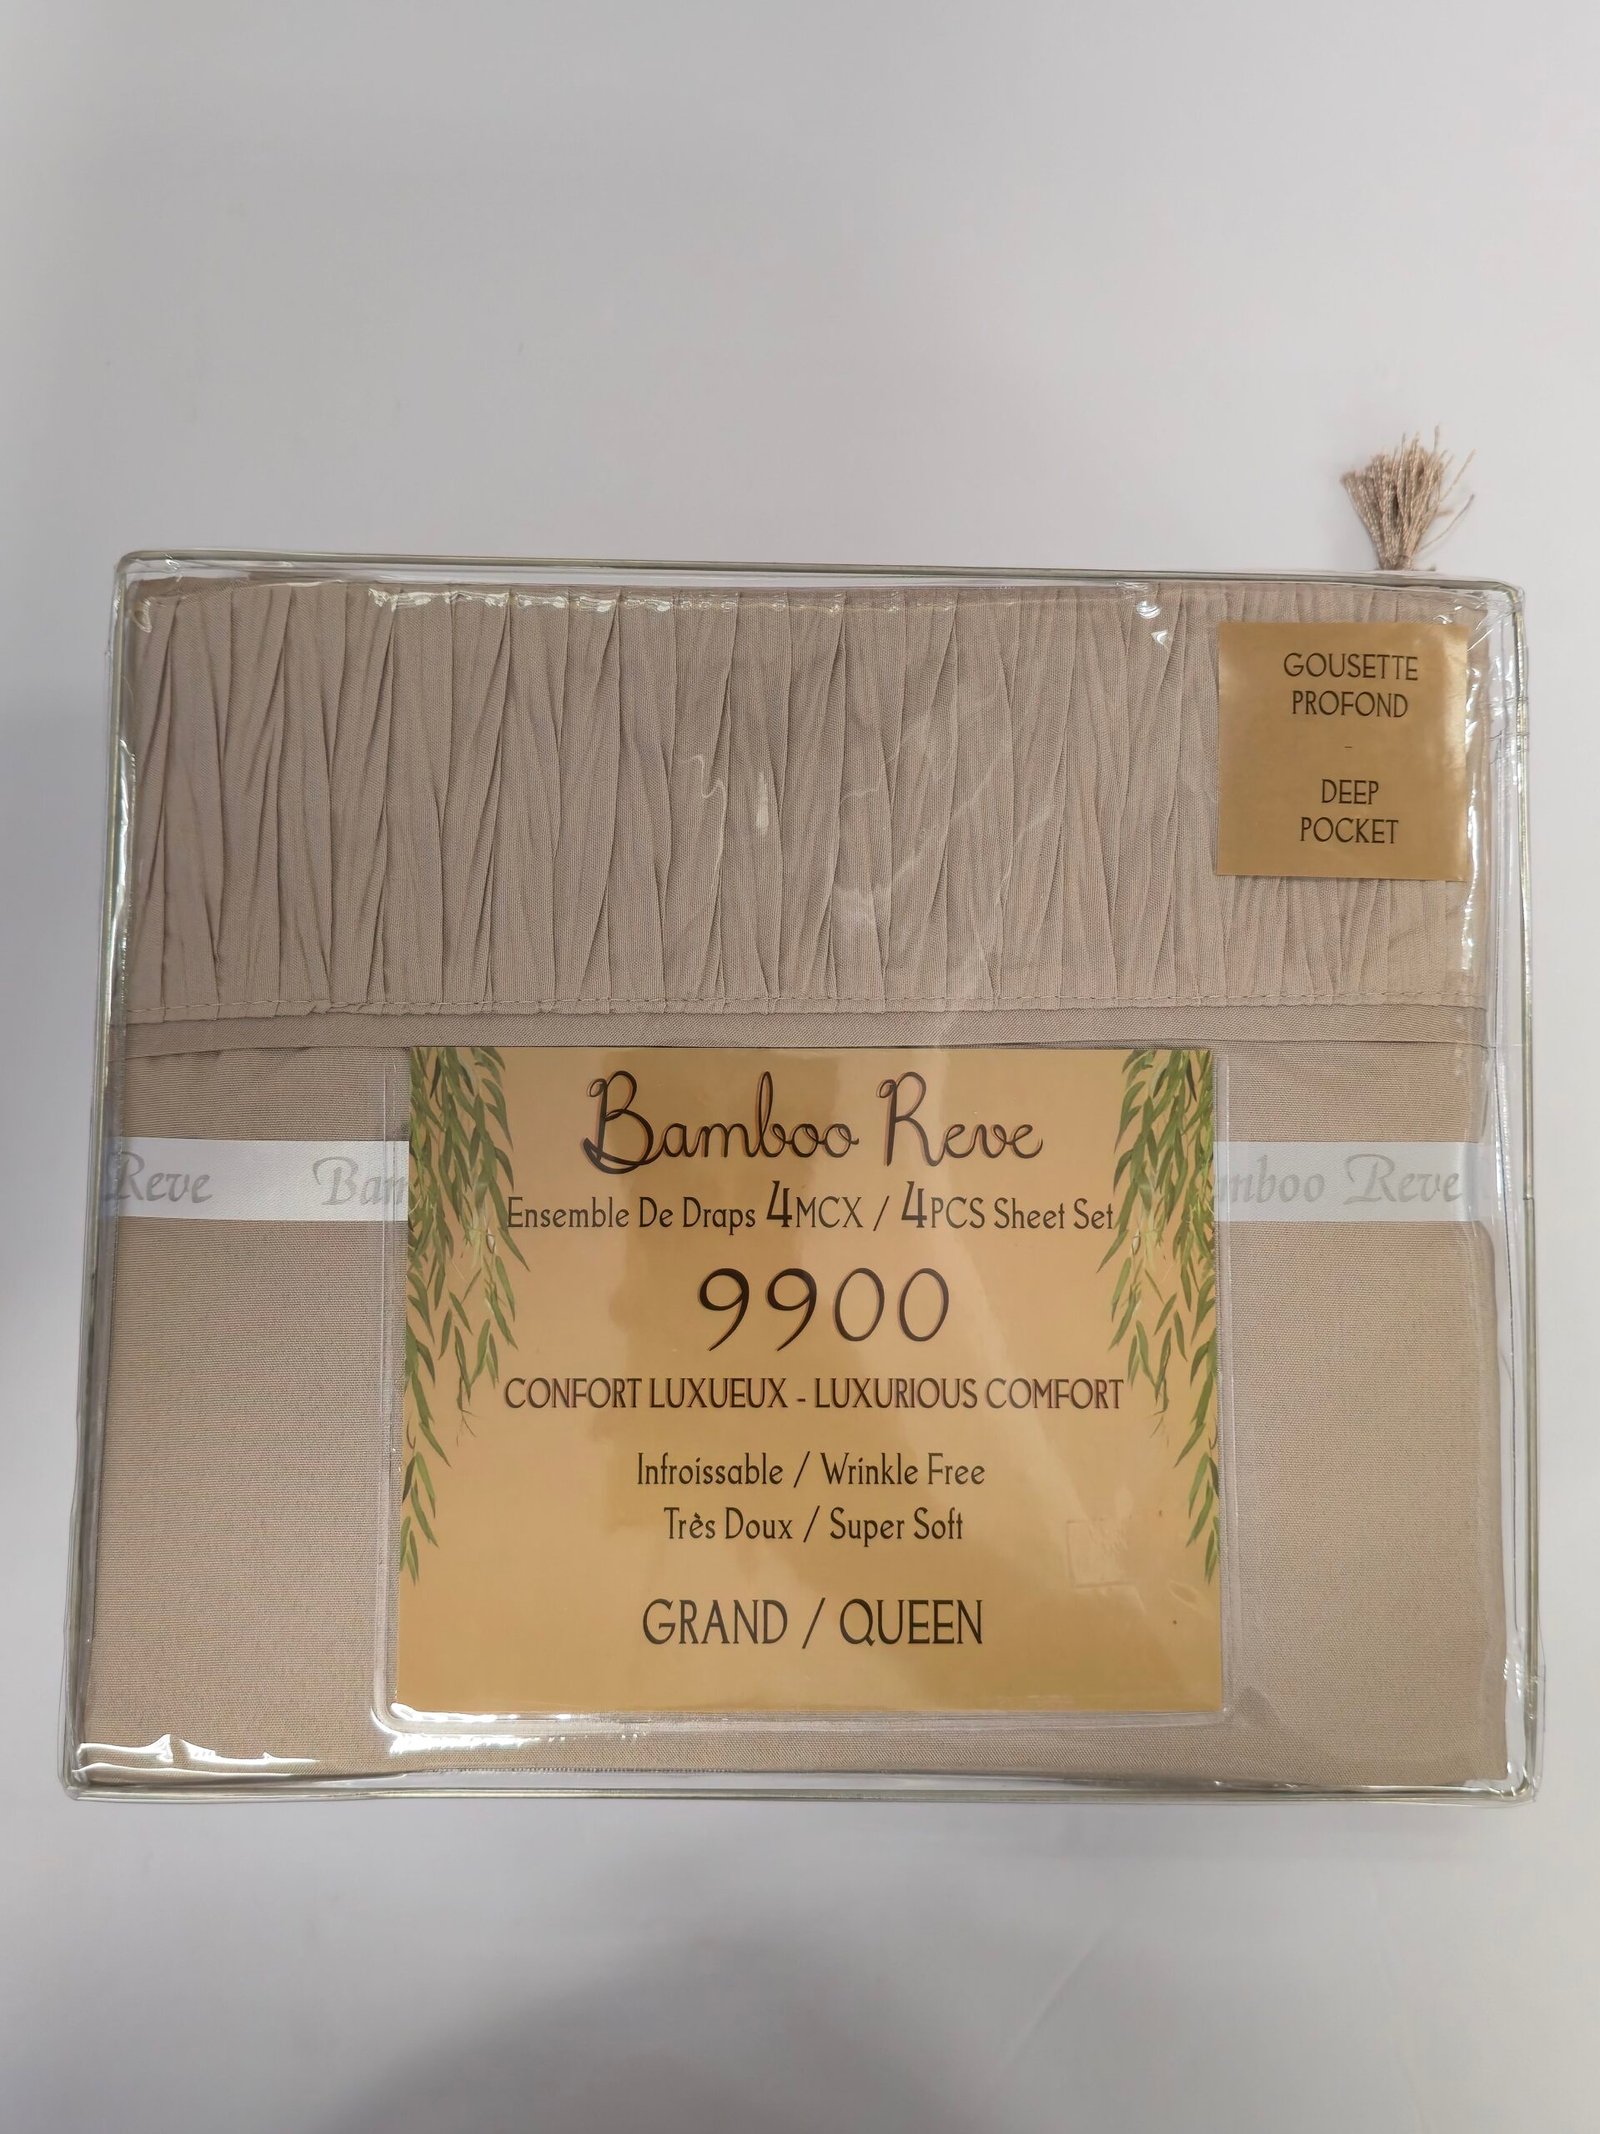 GOUSETTE
PROFOND
-
DEEP
POCKET
Bamboo Reve
Reve Bam
mboo Reve
Ensemble De Draps 4MCX / 4PCS Sheet Set
9900
CONFORT LUXUEUX - LUXURIOUS COMFORT
Infroissable / Wrinkle Free
Très Doux / Super Soft
GRAND / QUEEN